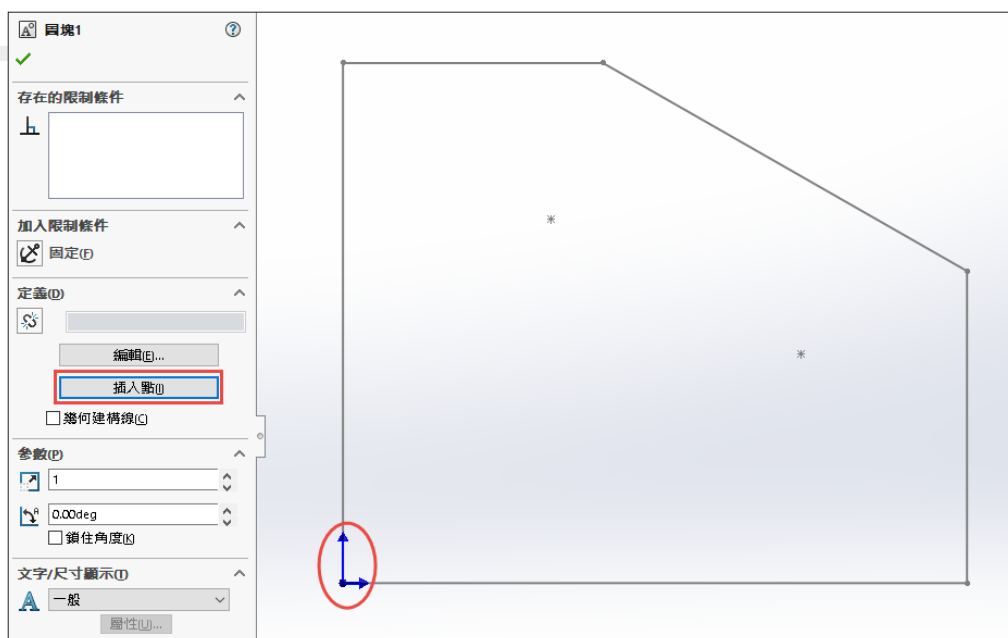 圖塊1
存在的限制條件
加入限制條件
固定(F)
定義(D)
編輯(E)...
插入點(I)
幾何建構線(C)
參數(P)
1
0.00deg
鎖住角度(K)
文字/尺寸顯示(T)
一般
屬性(U)...